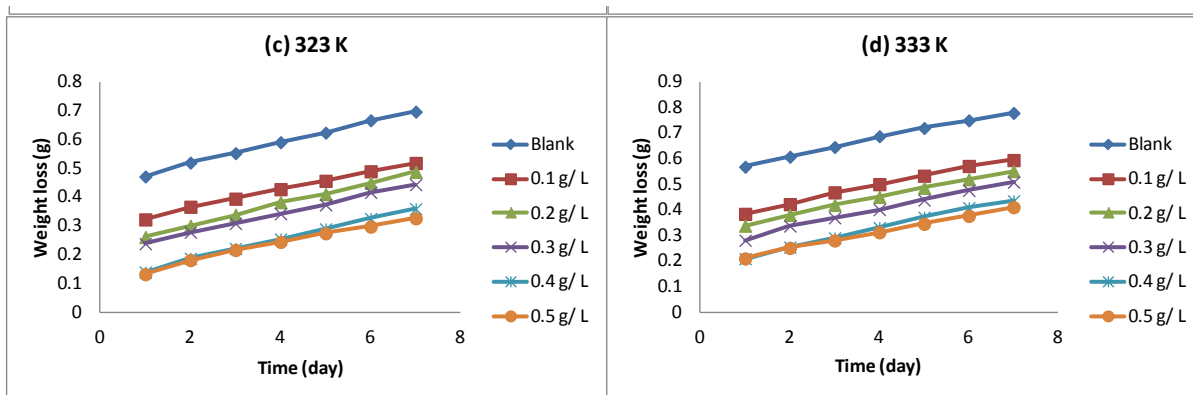 (c) 323 K
0.8
0.7
0.6
0.5
0.4
0.3
0.2
0.1
0
Weight loss(g)
0 2 4 6 8
Time (day)
Blank
0.1 g/ L
0.2 g/ L
0.3 g/ L
0.4 g/ L
0.5 g/ L
(d) 333 K
0.9
0.8
0.7
0.6
0.5
0.4
0.3
0.2
0.1
0
Weight loss(g)
0 2 4 6 8
Time (day)
Blank
0.1 g/ L
0.2 g/ L
0.3 g/ L
0.4 g/ L
0.5 g/ L